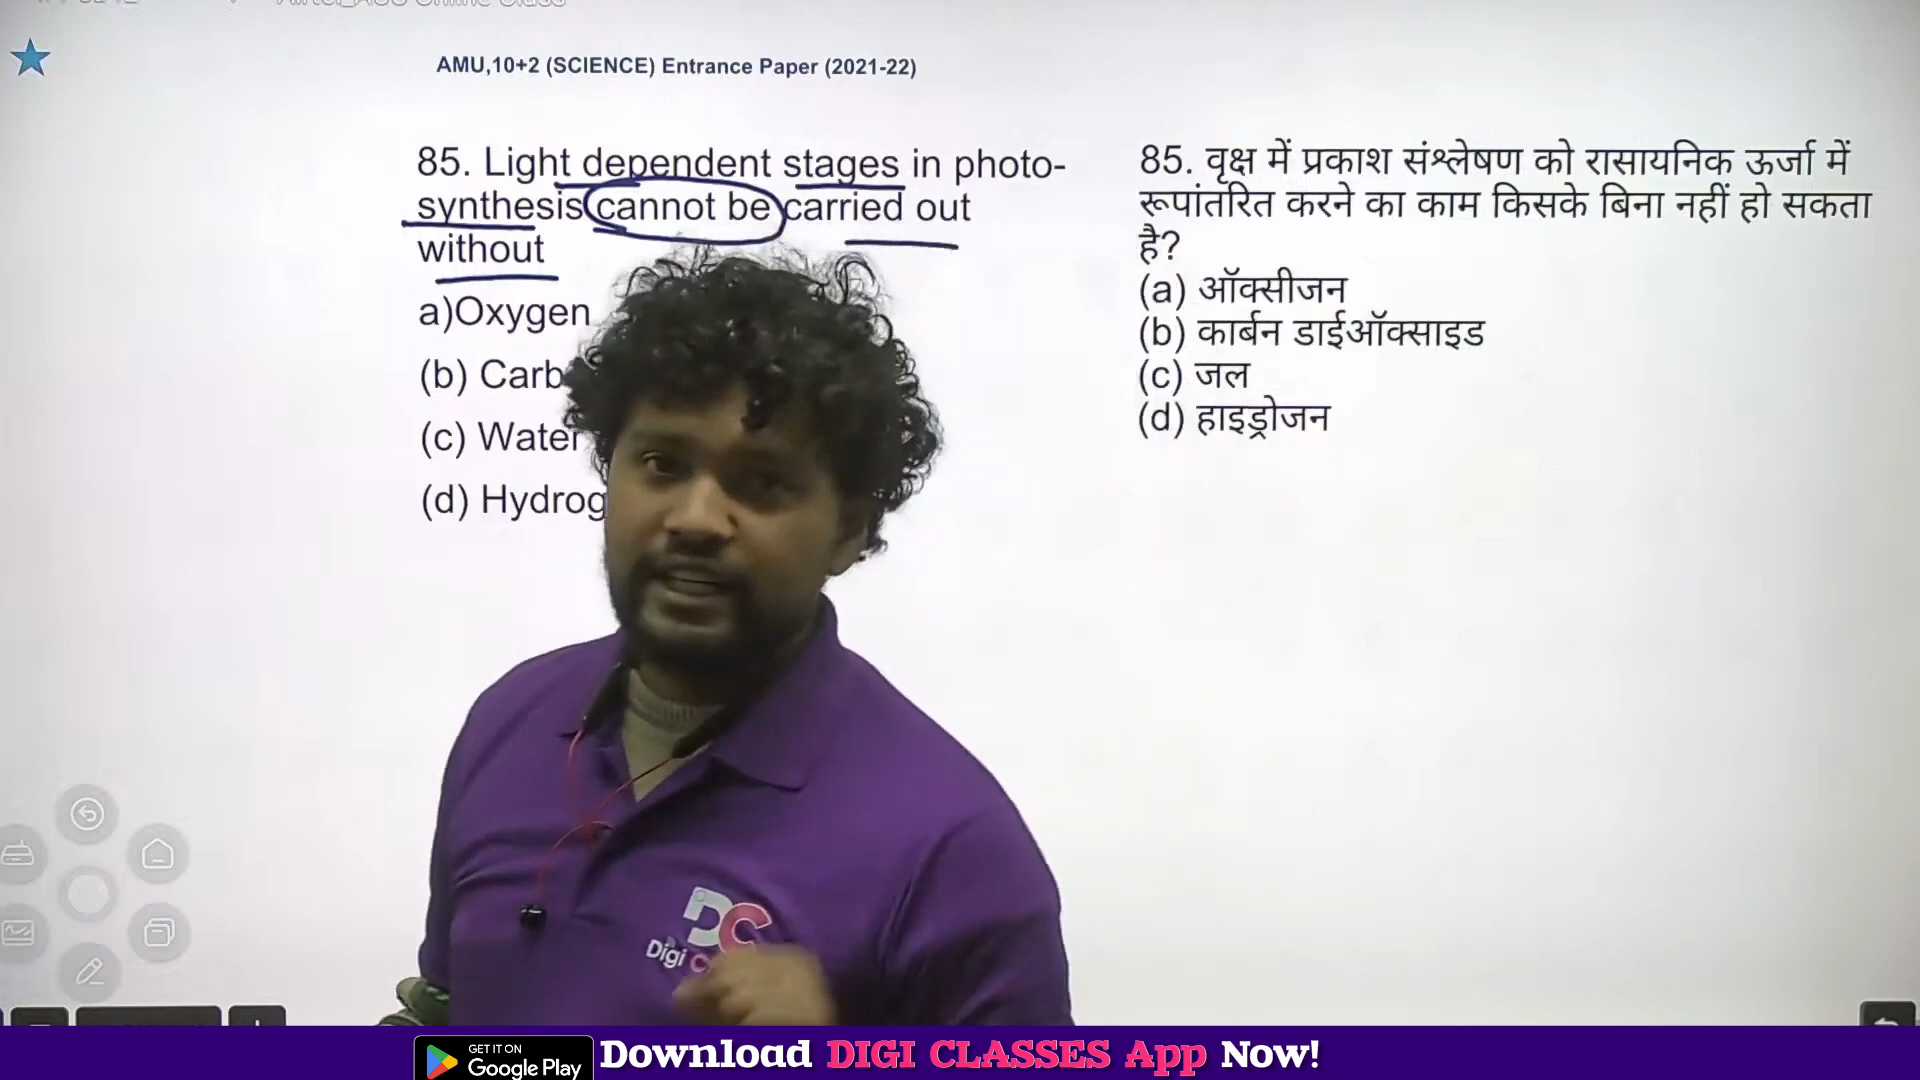 AMU,10+2 (SCIENCE) Entrance Paper (2021-22)
85. Light dependent stages in photo-
synthesis cannot be carried out
without
a)Oxygen
(b) Carb
(c) Water
(d) Hydrog
85. वृक्ष में प्रकाश संश्लेषण को रासायनिक ऊर्जा में
रूपांतरित करने का काम किसके बिना नहीं हो सकता
है?
(a) ऑक्सीजन
(b) कार्बन डाईऑक्साइड
(c) जल
(d) हाइड्रोजन
DC
Digi
GET IT ON
Google Play
Download DIGI CLASSES App Now!